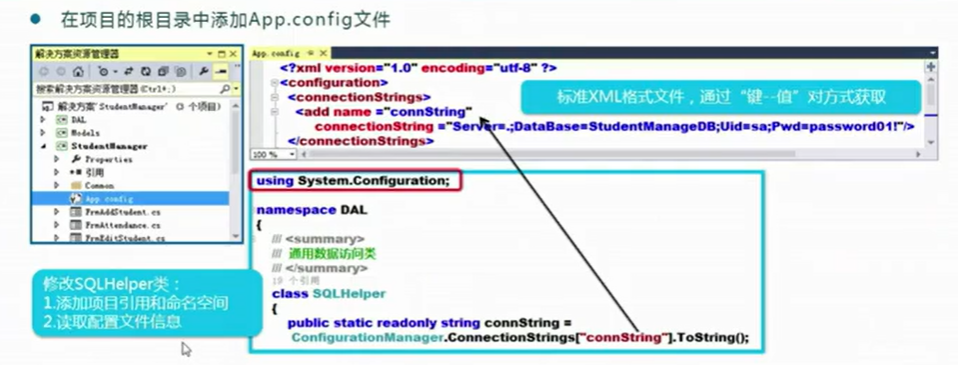 在项目的根目录中添加App.config文件
解决方案资源管理器
搜索解决方案资源管理器(Ctrl+;)
解决方案'StudentManager' (3 个项目)
DAL
Models
StudentManager
Properties
引用
Common
App.config
FrmAddStudent.cs
FrmAttendance.cs
FrmEditStudent.cs
App.config
<?xml version="1.0" encoding="utf-8" ?>
<configuration>
<connectionStrings>
<add name ="connString"
connectionString ="Server=.;DataBase=StudentManageDB;Uid=sa;Pwd=password01!"/>
</connectionStrings>
100 %
标准XML格式文件，通过“键--值”对方式获取
using System.Configuration;
namespace DAL
{
/// <summary>
/// 通用数据访问类
/// </summary>
19 个引用
class SQLHelper
{
public static readonly string connString =
ConfigurationManager.ConnectionStrings["connString"].ToString();
修改SQLHelper类：
1.添加项目引用和命名空间
2.读取配置文件信息